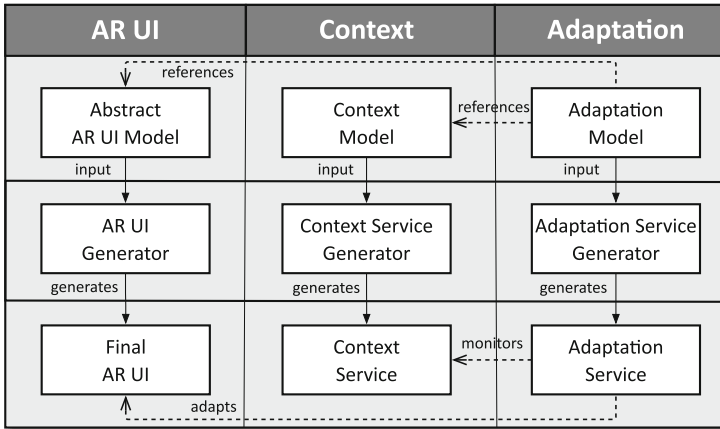 AR UI
Context
Adaptation
references
Abstract
AR UI Model
Context
Model
references
Adaptation
Model
input
input
input
AR UI
Generator
Context Service
Generator
Adaptation Service
Generator
generates
generates
generates
Final
AR UI
Context
Service
monitors
Adaptation
Service
adapts